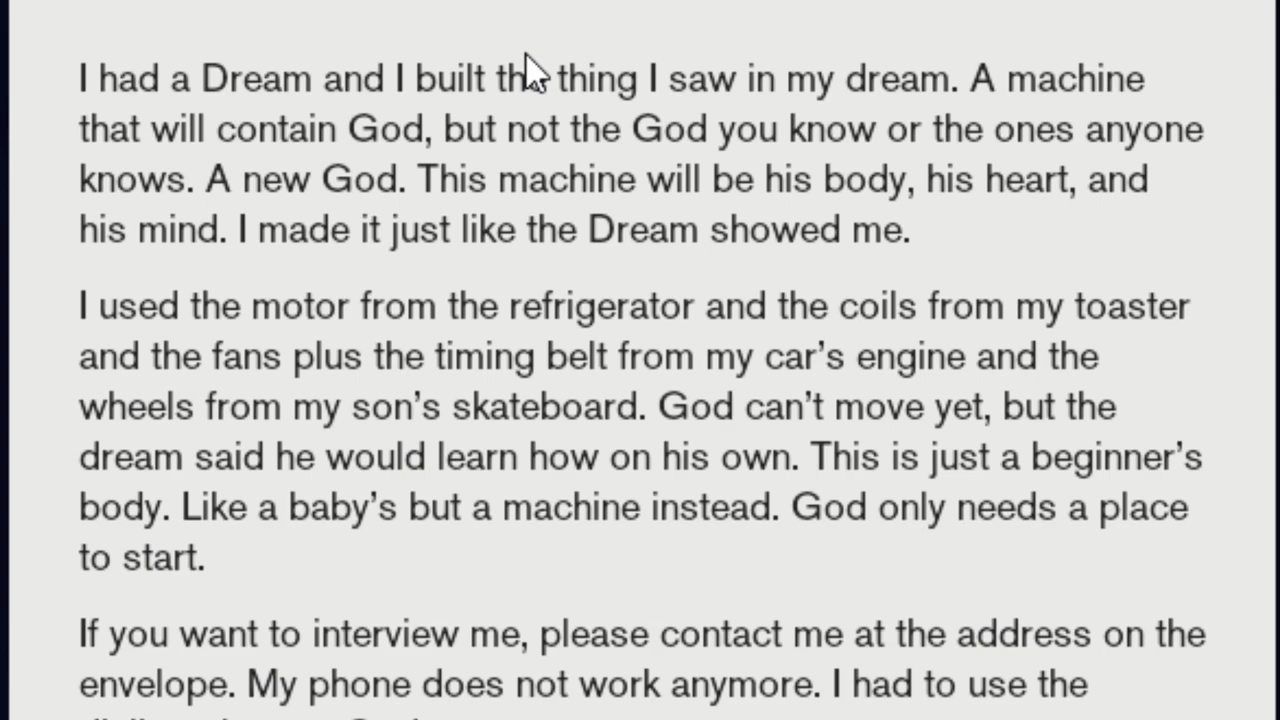 I had a Dream and I built the thing I saw in my dream. A machine
that will contain God, but not the God you know or the ones anyone
knows. A new God. This machine will be his body, his heart, and
his mind. I made it just like the Dream showed me.
I used the motor from the refrigerator and the coils from my toaster
and the fans plus the timing belt from my car’s engine and the
wheels from my son’s skateboard. God can’t move yet, but the
dream said he would learn how on his own. This is just a beginner’s
body. Like a baby’s but a machine instead. God only needs a place
to start.
If you want to interview me, please contact me at the address on the
envelope. My phone does not work anymore. I had to use the